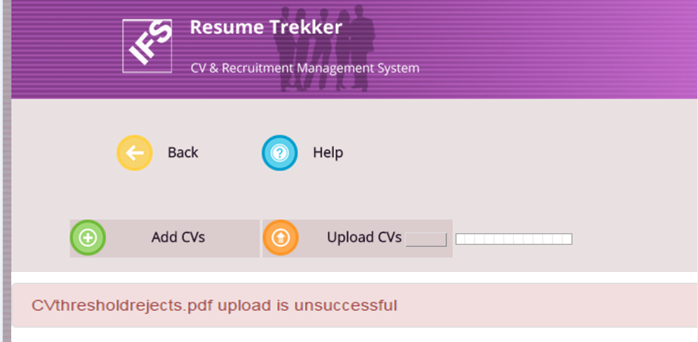 IFS
Resume Trekker
CV & Recruitment Management System
Back
Help
Add CVs
Upload CVs
CVthresholdrejects.pdf upload is unsuccessful